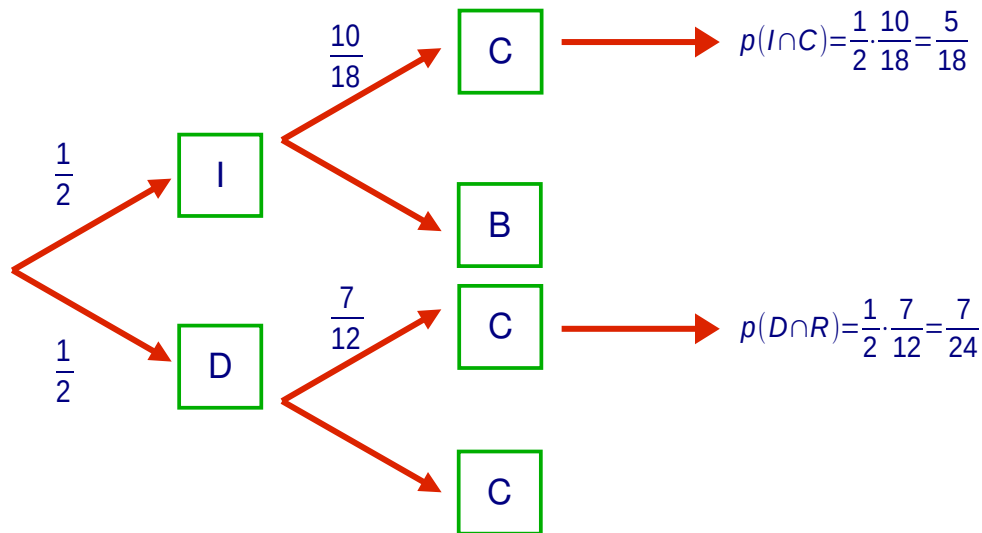 10/18
C
p(I∩C)=1/2·10/18=5/18
1/2
I
B
7/12
C
p(D∩R)=1/2·7/12=7/24
1/2
D
C